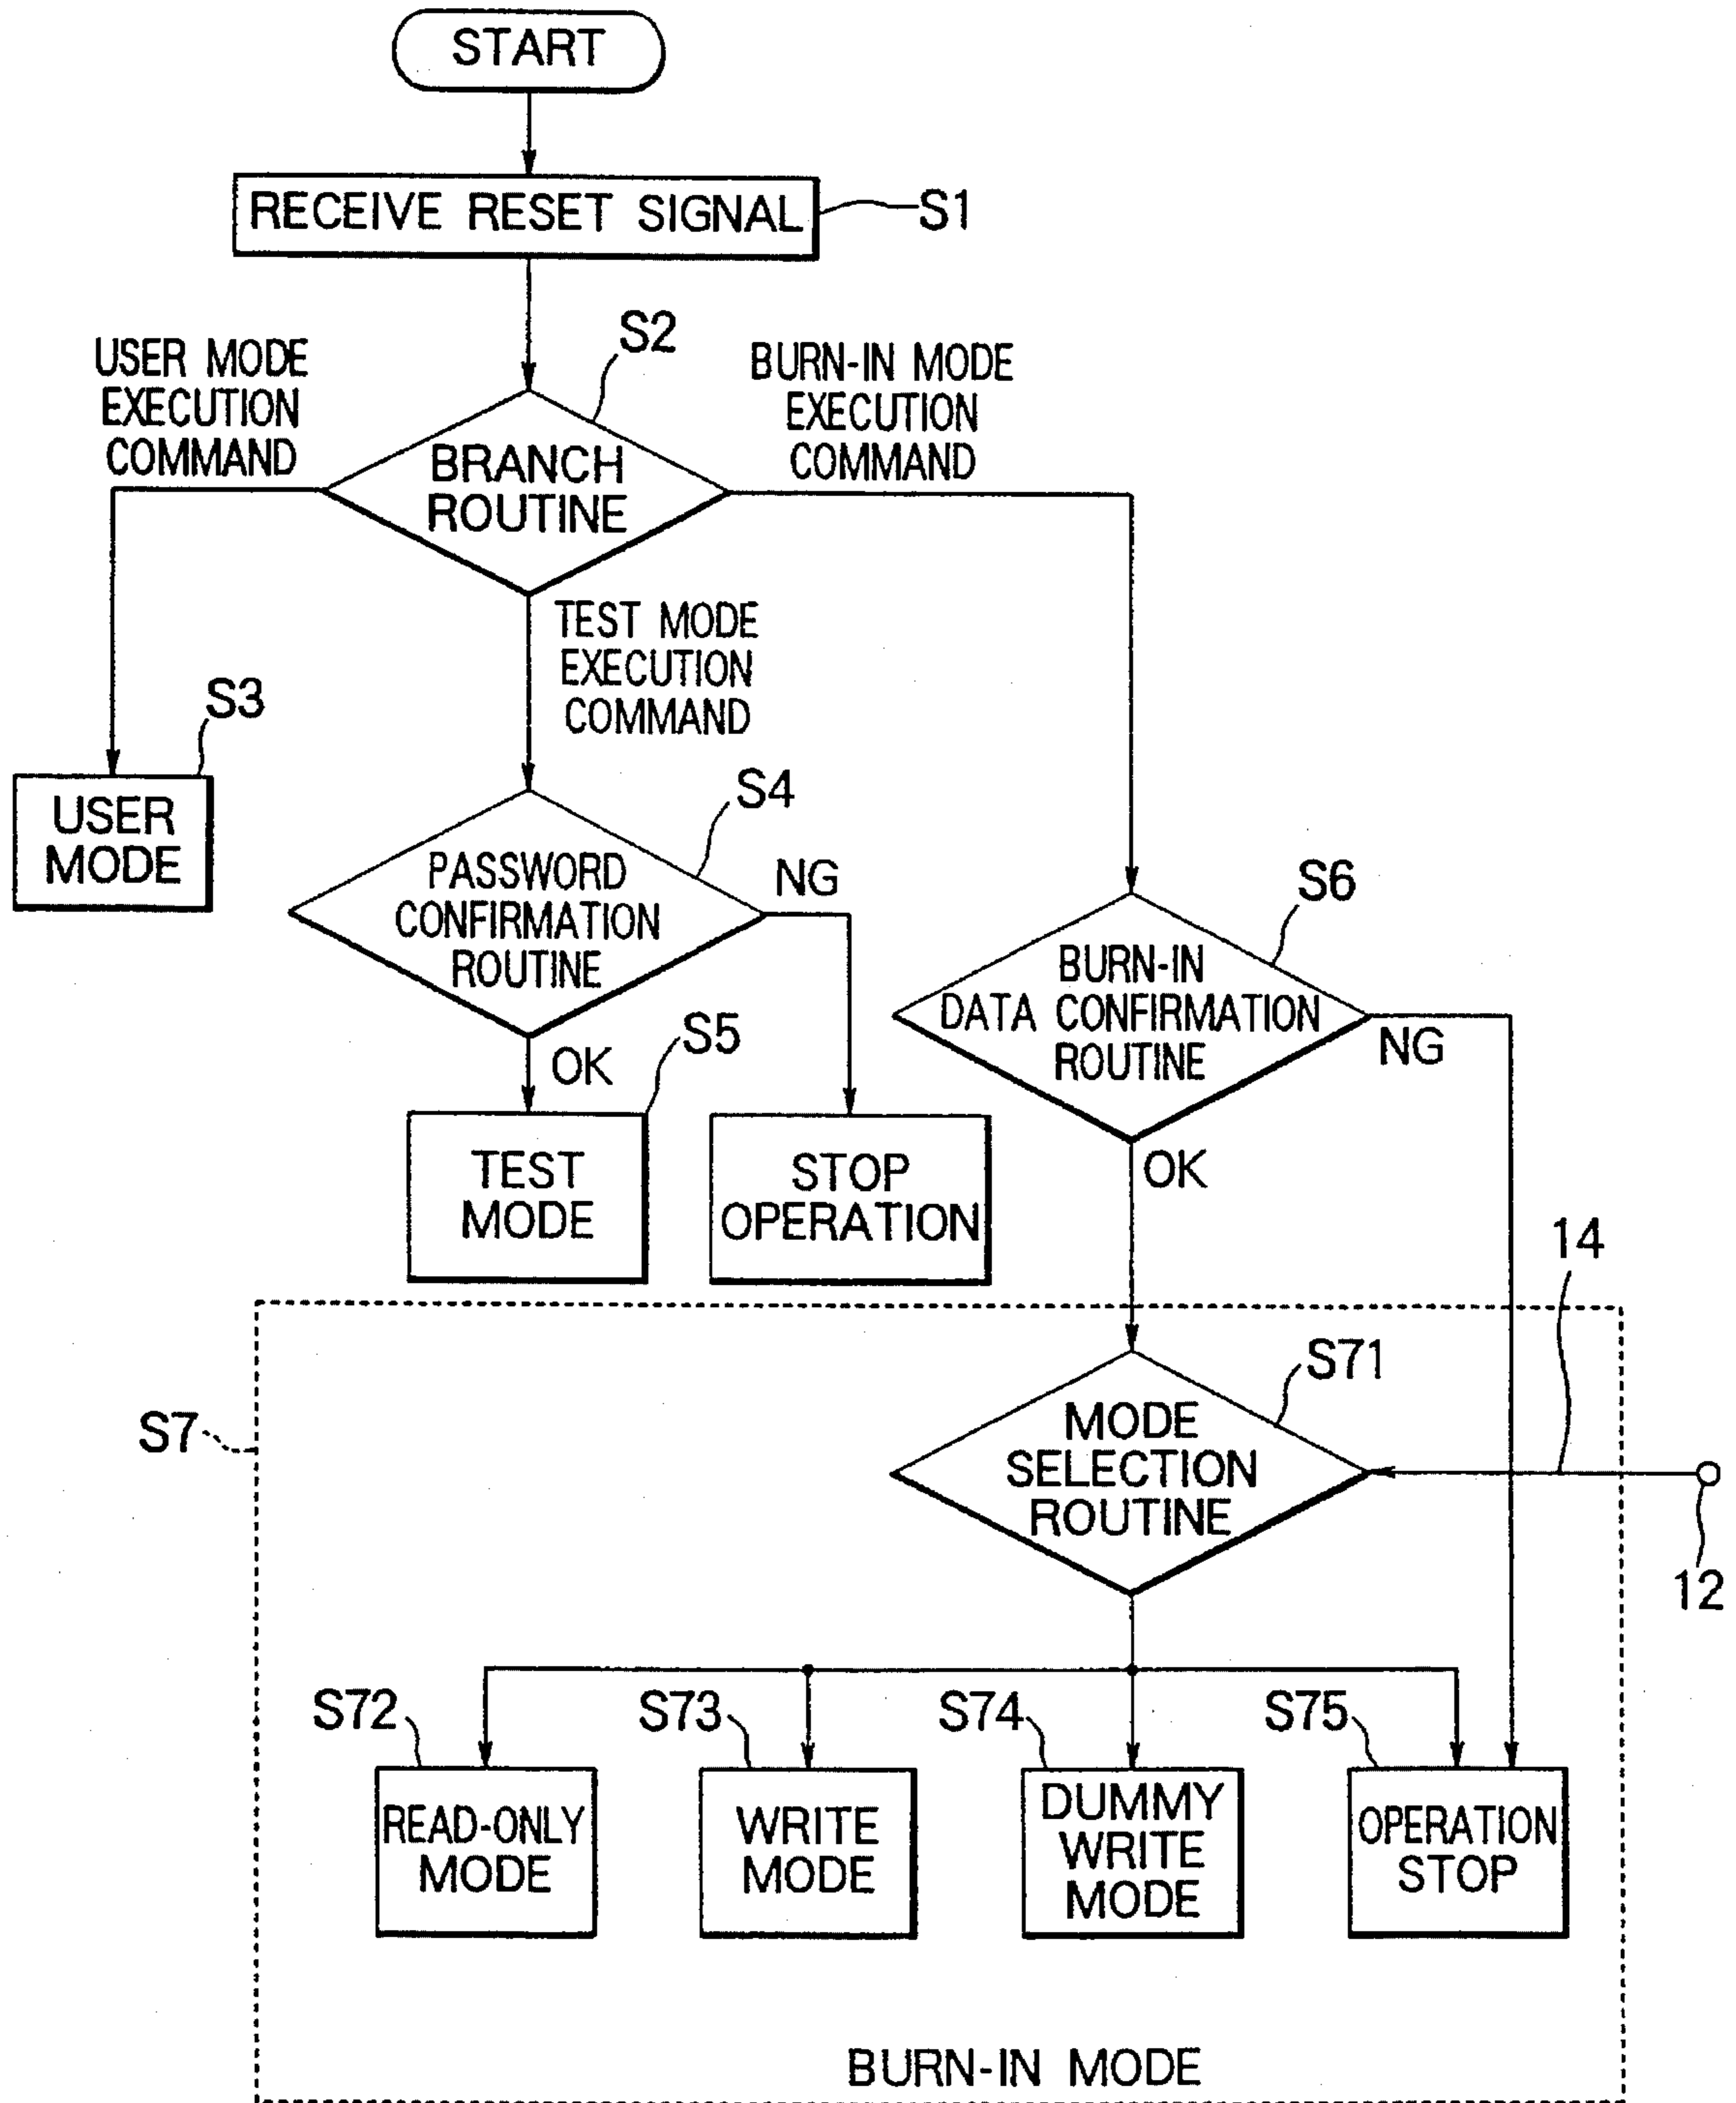 START
RECEIVE RESET SIGNAL
S1
S2
USER MODE
EXECUTION
COMMAND
BURN-IN MODE
EXECUTION
COMMAND
BRANCH
ROUTINE
TEST MODE
EXECUTION
COMMAND
S3
USER
MODE
S4
PASSWORD
CONFIRMATION
ROUTINE
NG
S6
BURN-IN
DATA CONFIRMATION
ROUTINE
NG
OK
S5
TEST
MODE
STOP
OPERATION
OK
14
S7
S71
MODE
SELECTION
ROUTINE
12
S72
S73
S74
S75
READ-ONLY
MODE
WRITE
MODE
DUMMY
WRITE
MODE
OPERATION
STOP
BURN-IN MODE